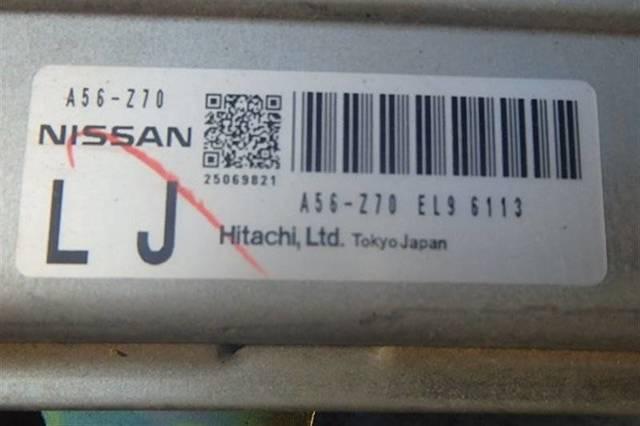 A56-Z70
NISSAN
25069821
L J
A56-Z70 EL9 6113
Hitachi, Ltd. Tokyo Japan